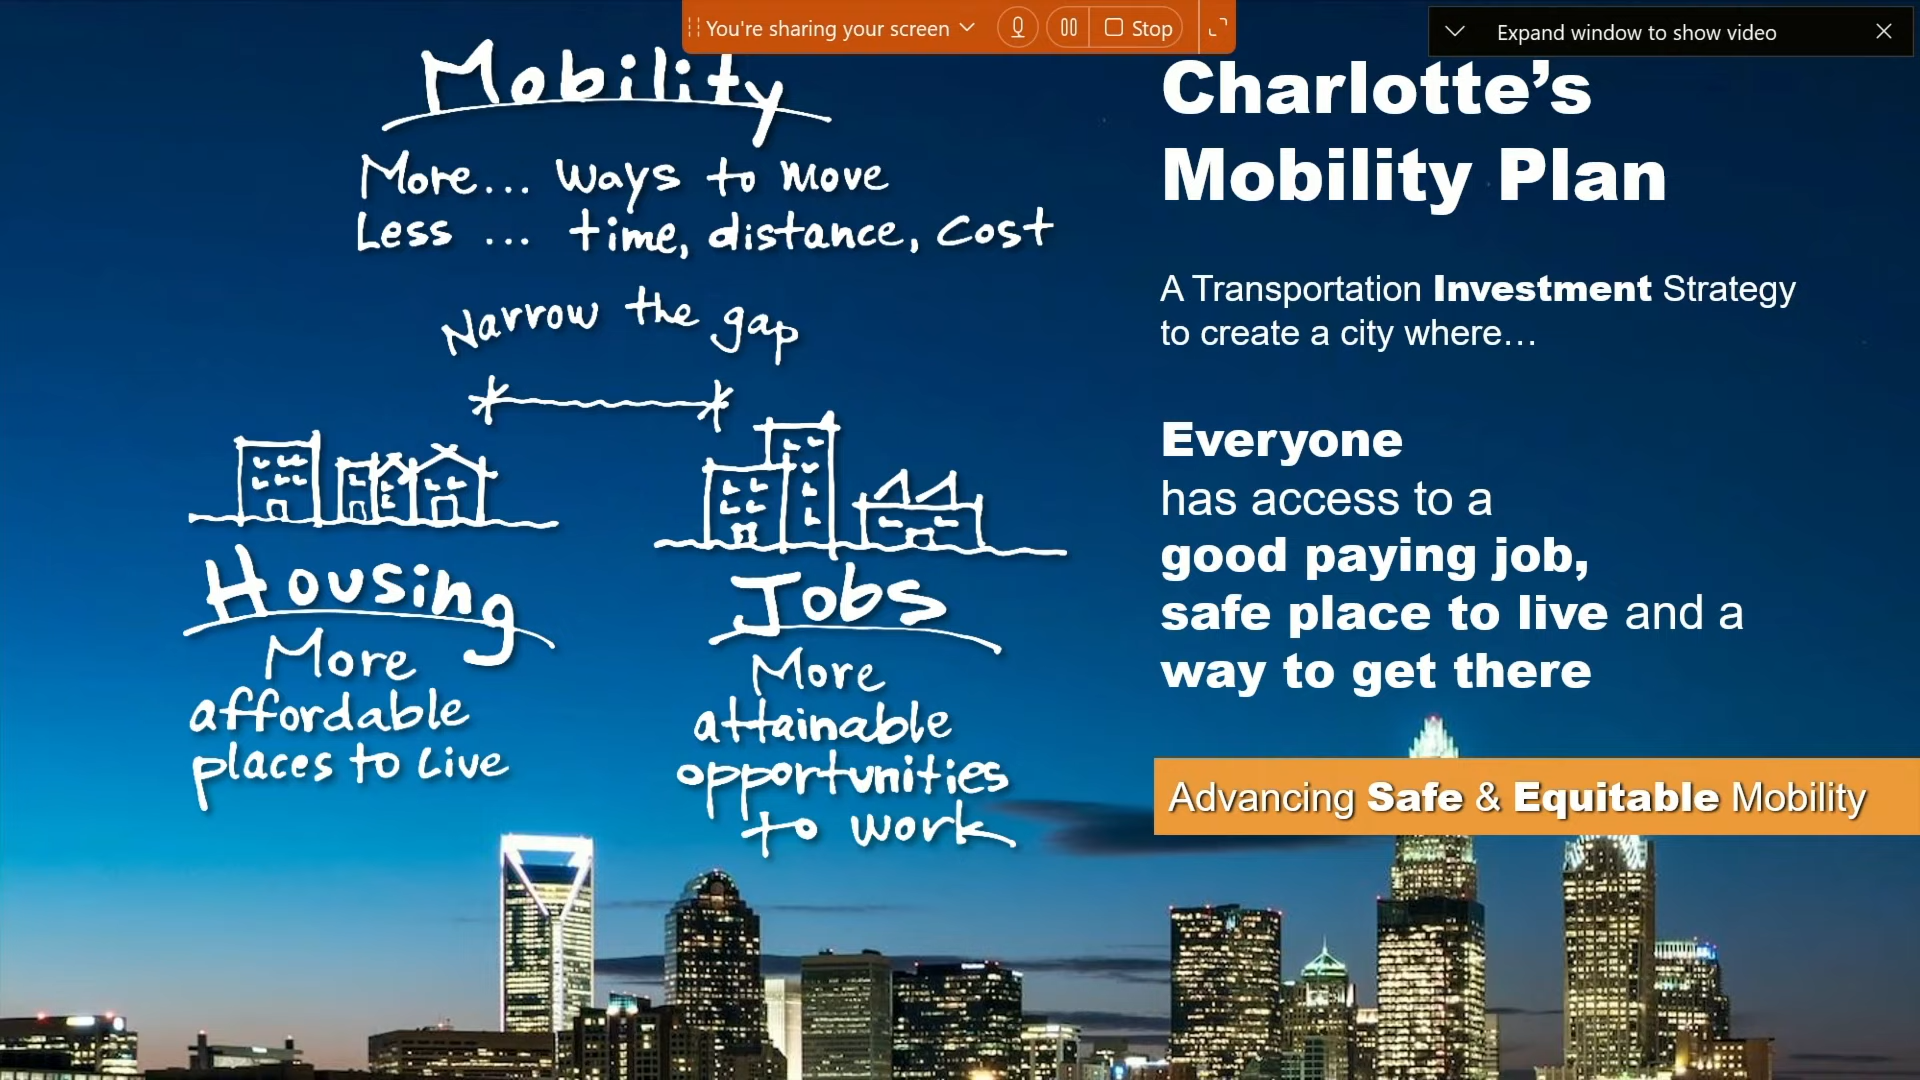 You're sharing your screen
Stop
Expand window to show video
Mobility
More... ways to move
Less ... time, distance, cost
Narrow the gap
Housing
More
affordable
places to live
Jobs
More
attainable
opportunities
to work
Charlotte’s
Mobility Plan
A Transportation Investment Strategy
to create a city where…
Everyone
has access to a
good paying job,
safe place to live and a
way to get there
Advancing Safe & Equitable Mobility